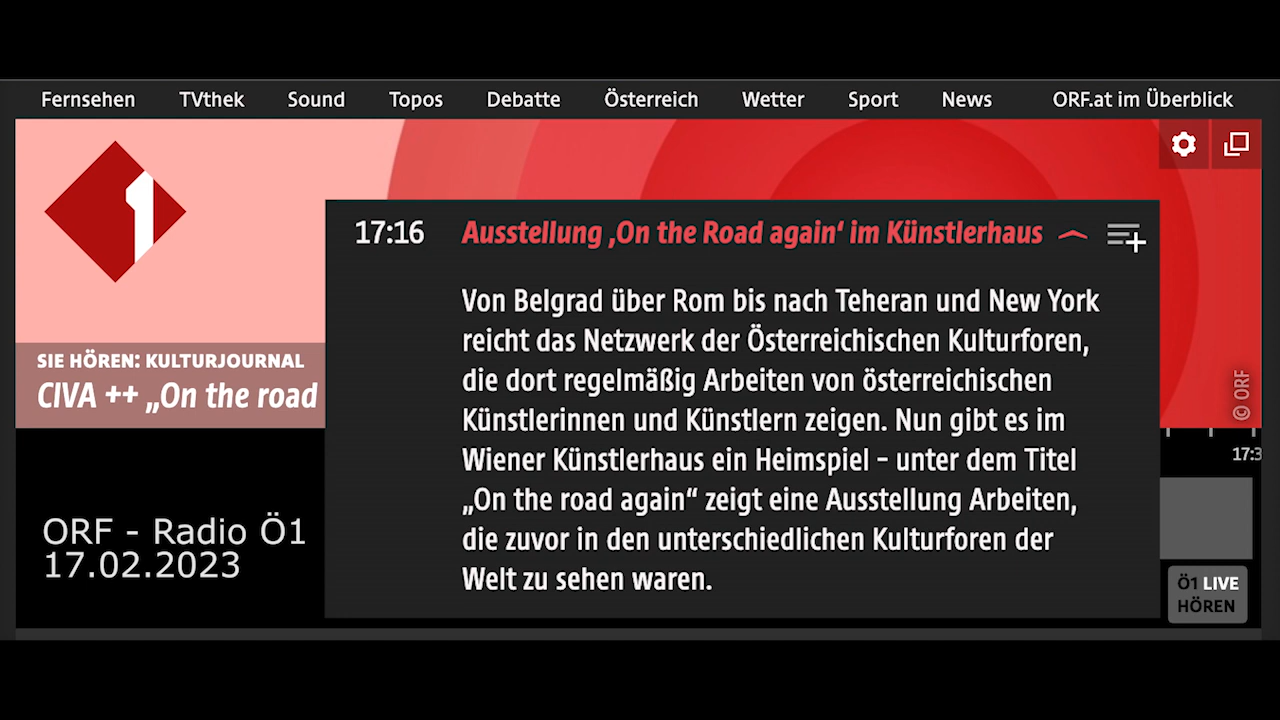 Fernsehen TVthek Sound Topos Debatte Österreich Wetter Sport News ORF.at im Überblick
1
17:16 Ausstellung ‚On the Road again‘ im Künstlerhaus
Von Belgrad über Rom bis nach Teheran und New York
reicht das Netzwerk der Österreichischen Kulturforen,
die dort regelmäßig Arbeiten von österreichischen
Künstlerinnen und Künstlern zeigen. Nun gibt es im
Wiener Künstlerhaus ein Heimspiel – unter dem Titel
„On the road again“ zeigt eine Ausstellung Arbeiten,
die zuvor in den unterschiedlichen Kulturforen der
Welt zu sehen waren.
SIE HÖREN: KULTURJOURNAL
CIVA ++ „On the road
© ORF
17:3
ORF - Radio Ö1
17.02.2023
Ö1 LIVE
HÖREN